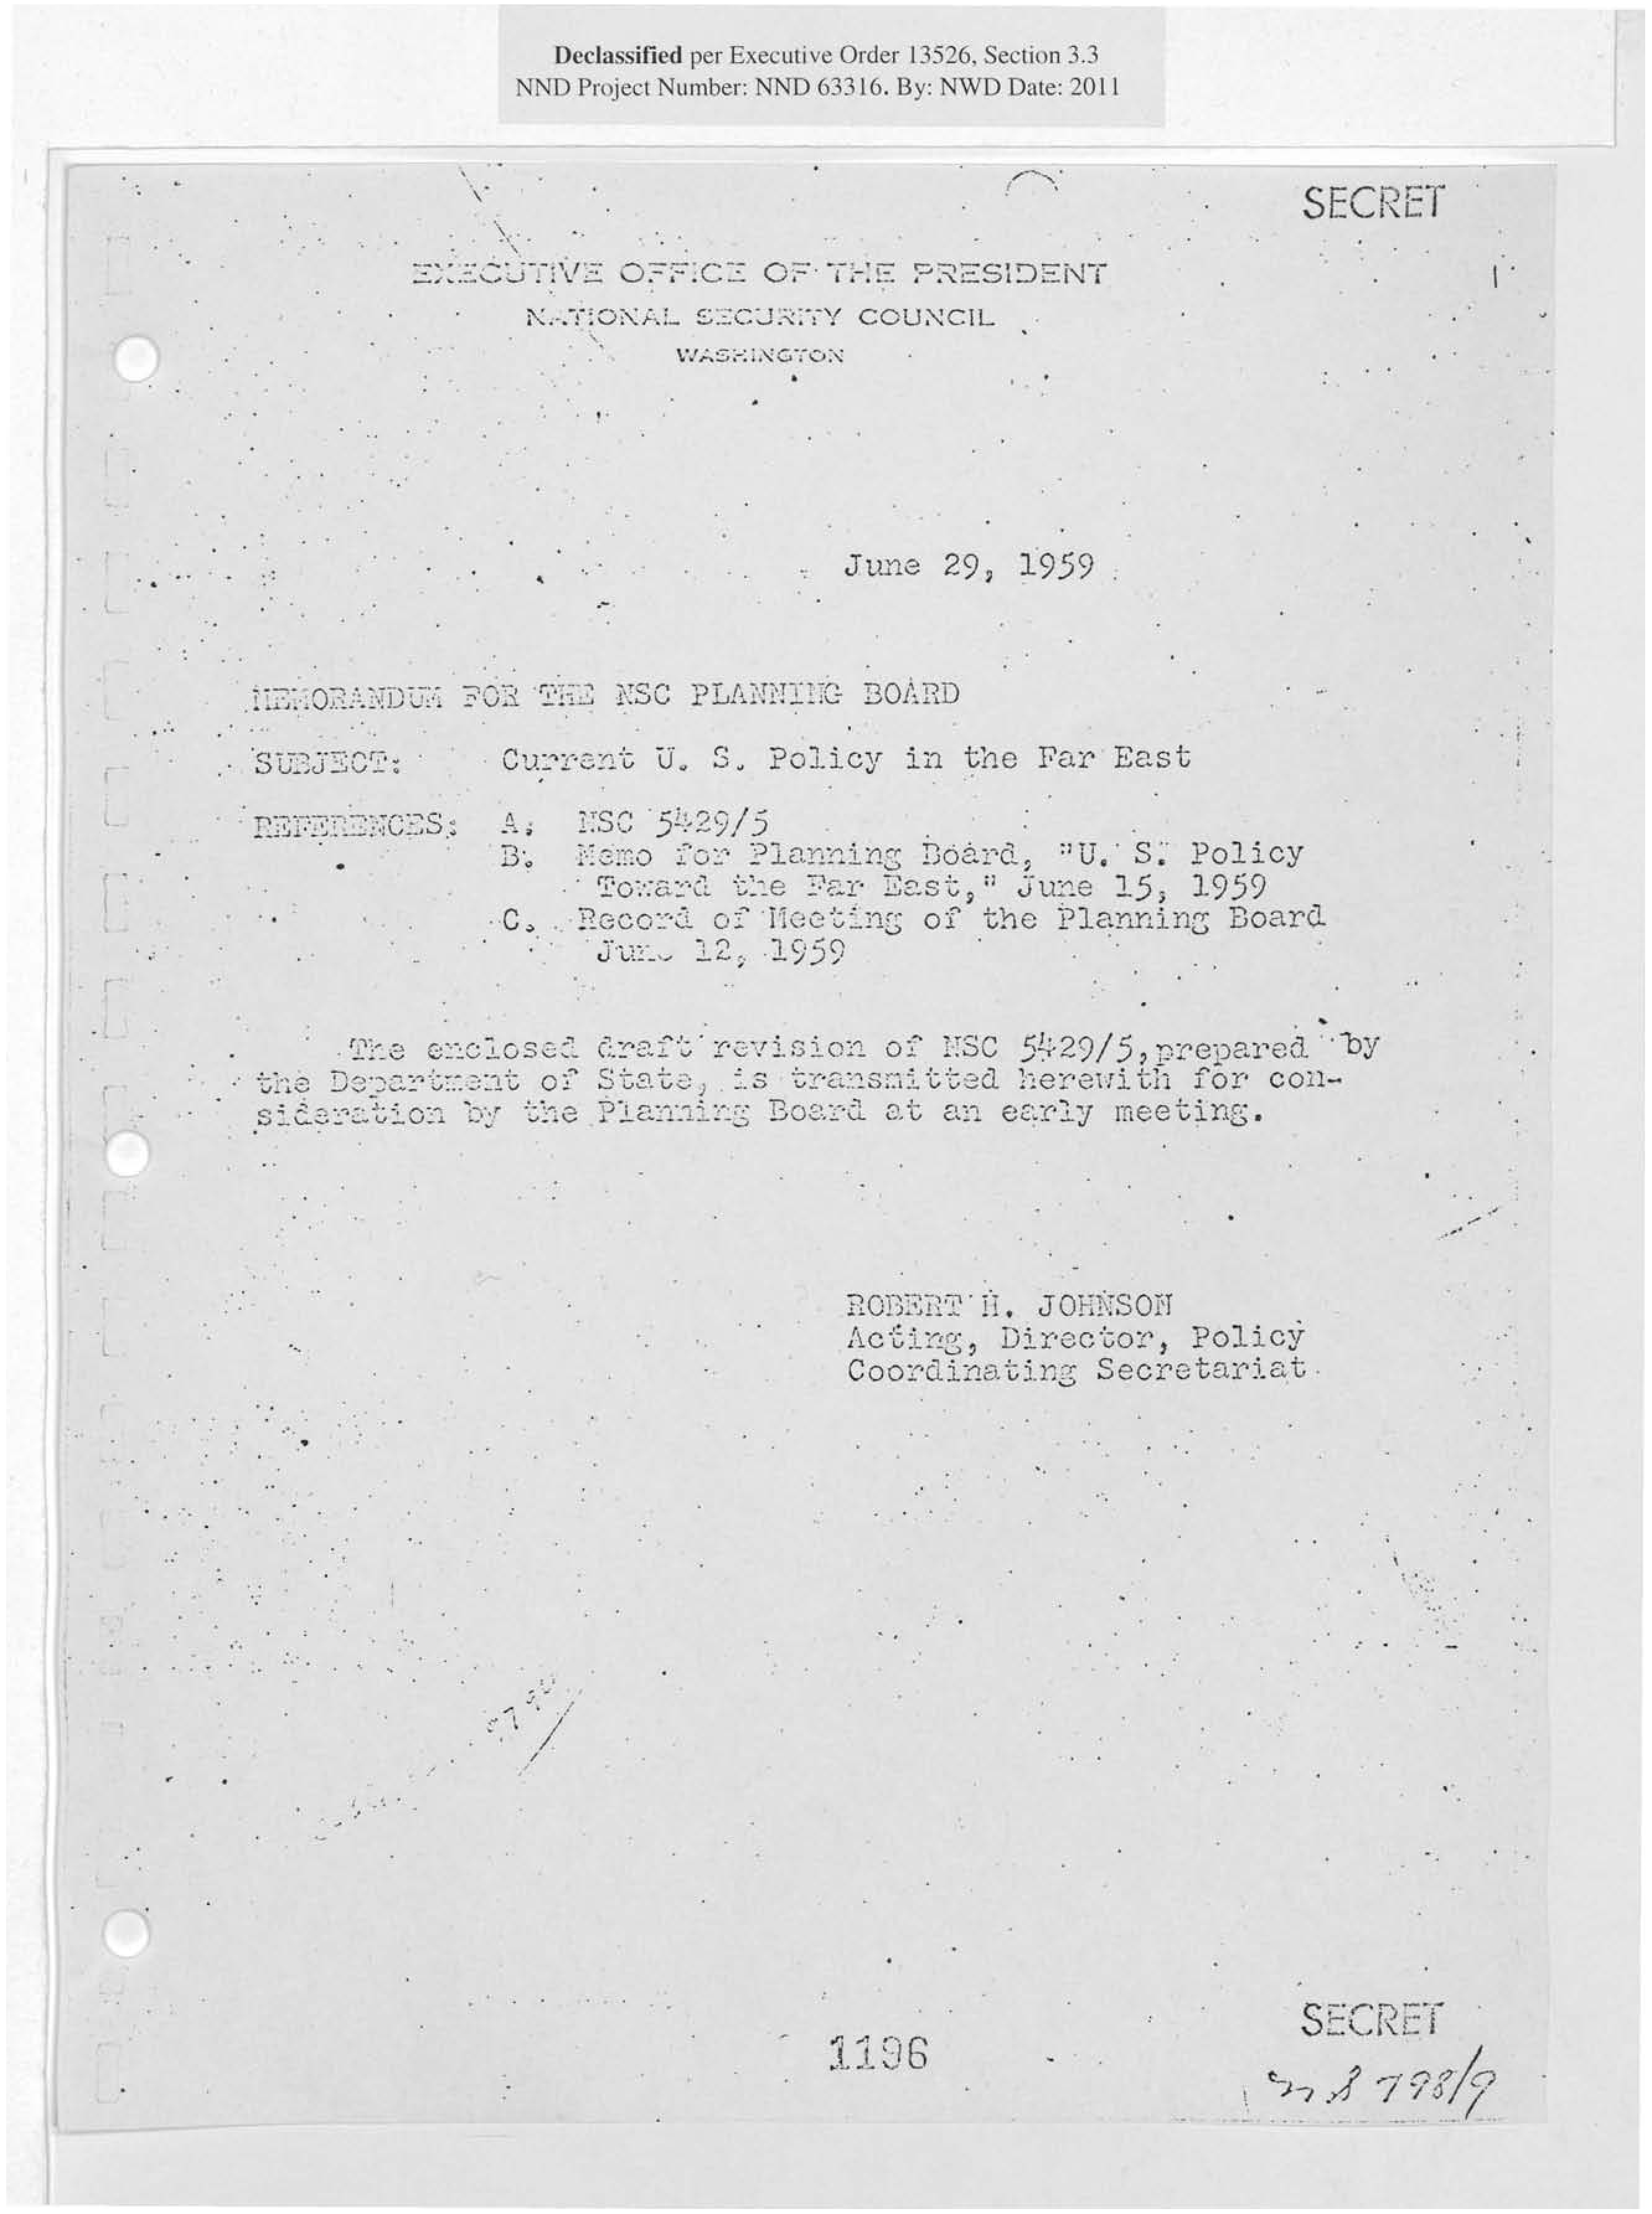 Declassified per Executive Order 13526, Section 3.3
NND Project Number: NND 63316. By: NWD Date: 2011
SECRET
EXECUTIVE OFFICE OF THE PRESIDENT
NATIONAL SECURITY COUNCIL
WASHINGTON
June 29, 1959
MEMORANDUM FOR THE NSC PLANNING BOARD
SUBJECT: Current U. S. Policy in the Far East
REFERENCES: A. NSC 5429/5
B. Memo for Planning Board, "U. S. Policy
Toward the Far East," June 15, 1959
C. Record of Meeting of the Planning Board
June 12, 1959
The enclosed draft revision of NSC 5429/5, prepared by
the Department of State, is transmitted herewith for con-
sideration by the Planning Board at an early meeting.
ROBERT H. JOHNSON
Acting, Director, Policy
Coordinating Secretariat
SECRET
1196
798/9